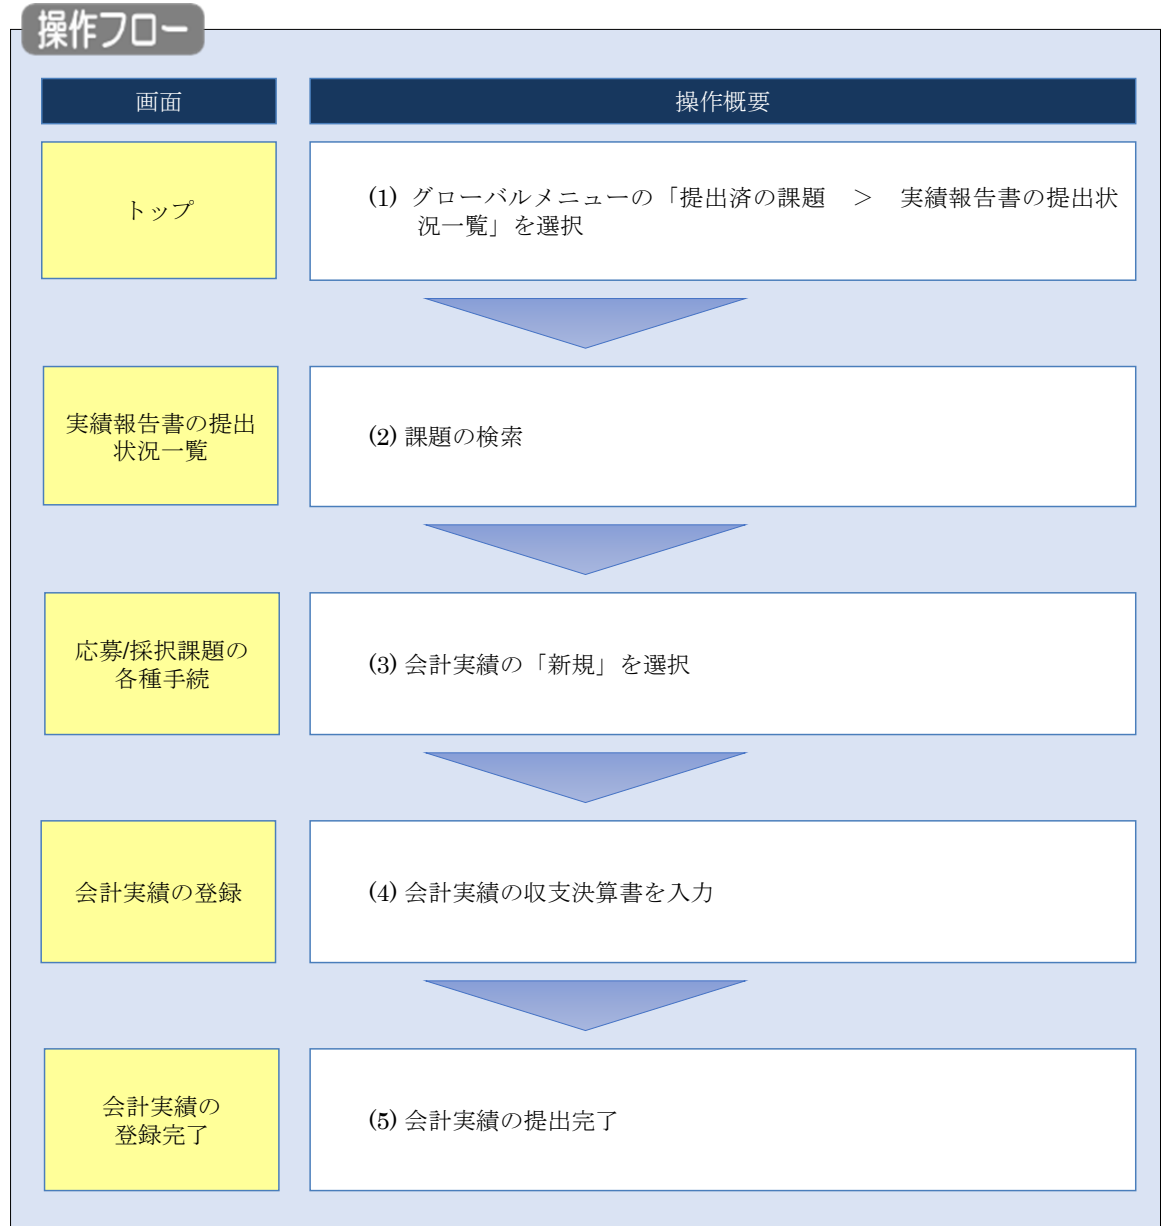 操作フロー
画面
操作概要
トップ
(1) グローバルメニューの「提出済の課題　＞　実績報告書の提出状
況一覧」を選択
実績報告書の提出
状況一覧
(2) 課題の検索
応募/採択課題の
各種手続
(3) 会計実績の「新規」を選択
会計実績の登録
(4) 会計実績の収支決算書を入力
会計実績の
登録完了
(5) 会計実績の提出完了